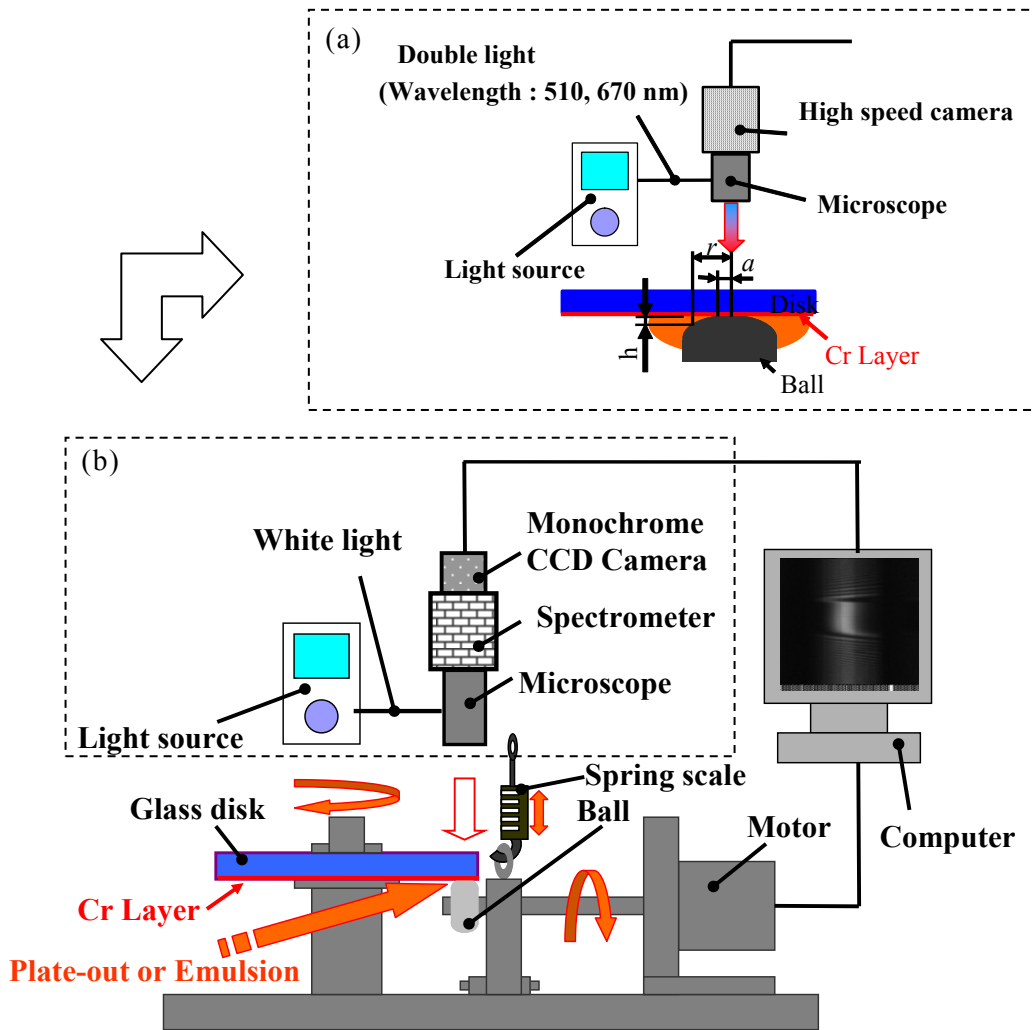 (a)
Double light
(Wavelength : 510, 670 nm)
High speed camera
Microscope
Light source
r
a
Disk
h
Cr Layer
Ball
(b)
Monochrome
CCD Camera
White light
Spectrometer
Microscope
Light source
Spring scale
Glass disk
Ball
Motor
Computer
Cr Layer
Plate-out or Emulsion